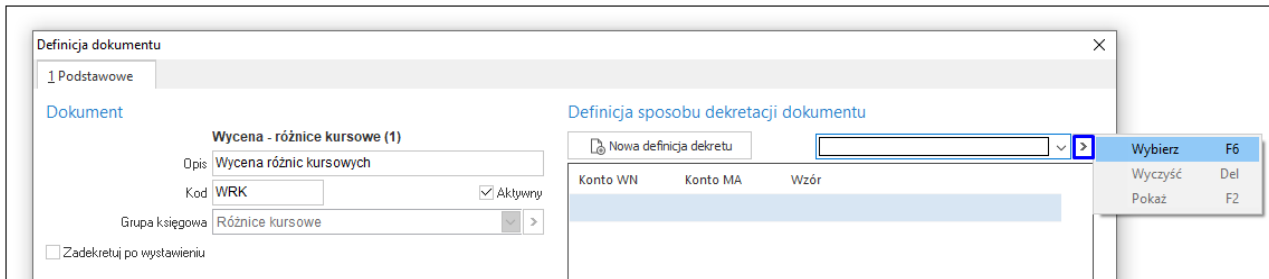 Definicja dokumentu
1 Podstawowe
Dokument
Wycena - różnice kursowe (1)
Opis Wycena różnic kursowych
Kod WRK Aktywny
Grupa księgowa Różnice kursowe
Zadekretuj po wystawieniu
Definicja sposobu dekretacji dokumentu
Nowa definicja dekretu
Konto WN Konto MA Wzór
Wybierz F6
Wyczyść Del
Pokaż F2